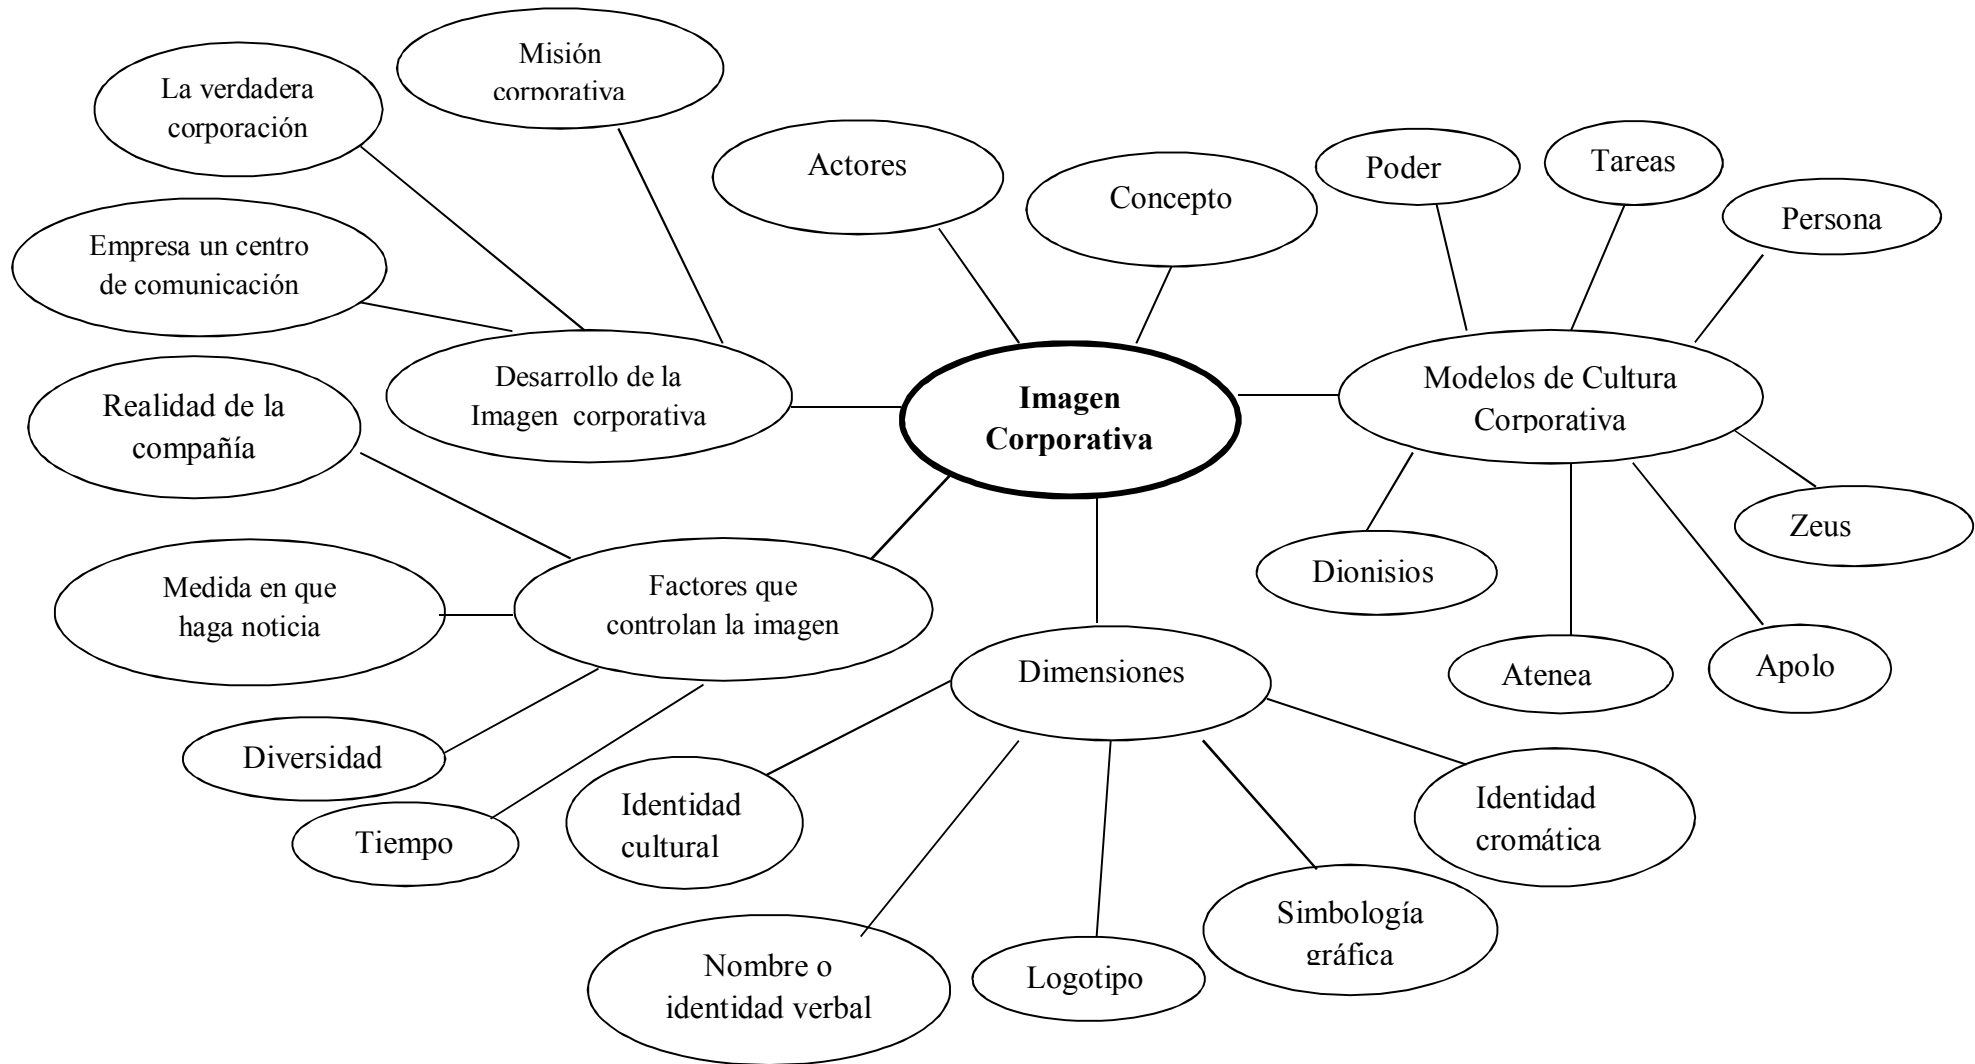 Misión
corporativa
La verdadera
corporación
Actores
Concepto
Poder
Tareas
Persona
Empresa un centro
de comunicación
Desarrollo de la
Imagen corporativa
Imagen
Corporativa
Modelos de Cultura
Corporativa
Realidad de la
compañía
Zeus
Dionisios
Atenea
Apolo
Medida en que
haga noticia
Factores que
controlan la imagen
Dimensiones
Diversidad
Tiempo
Identidad
cultural
Identidad
cromática
Nombre o
identidad verbal
Logotipo
Simbología
gráfica